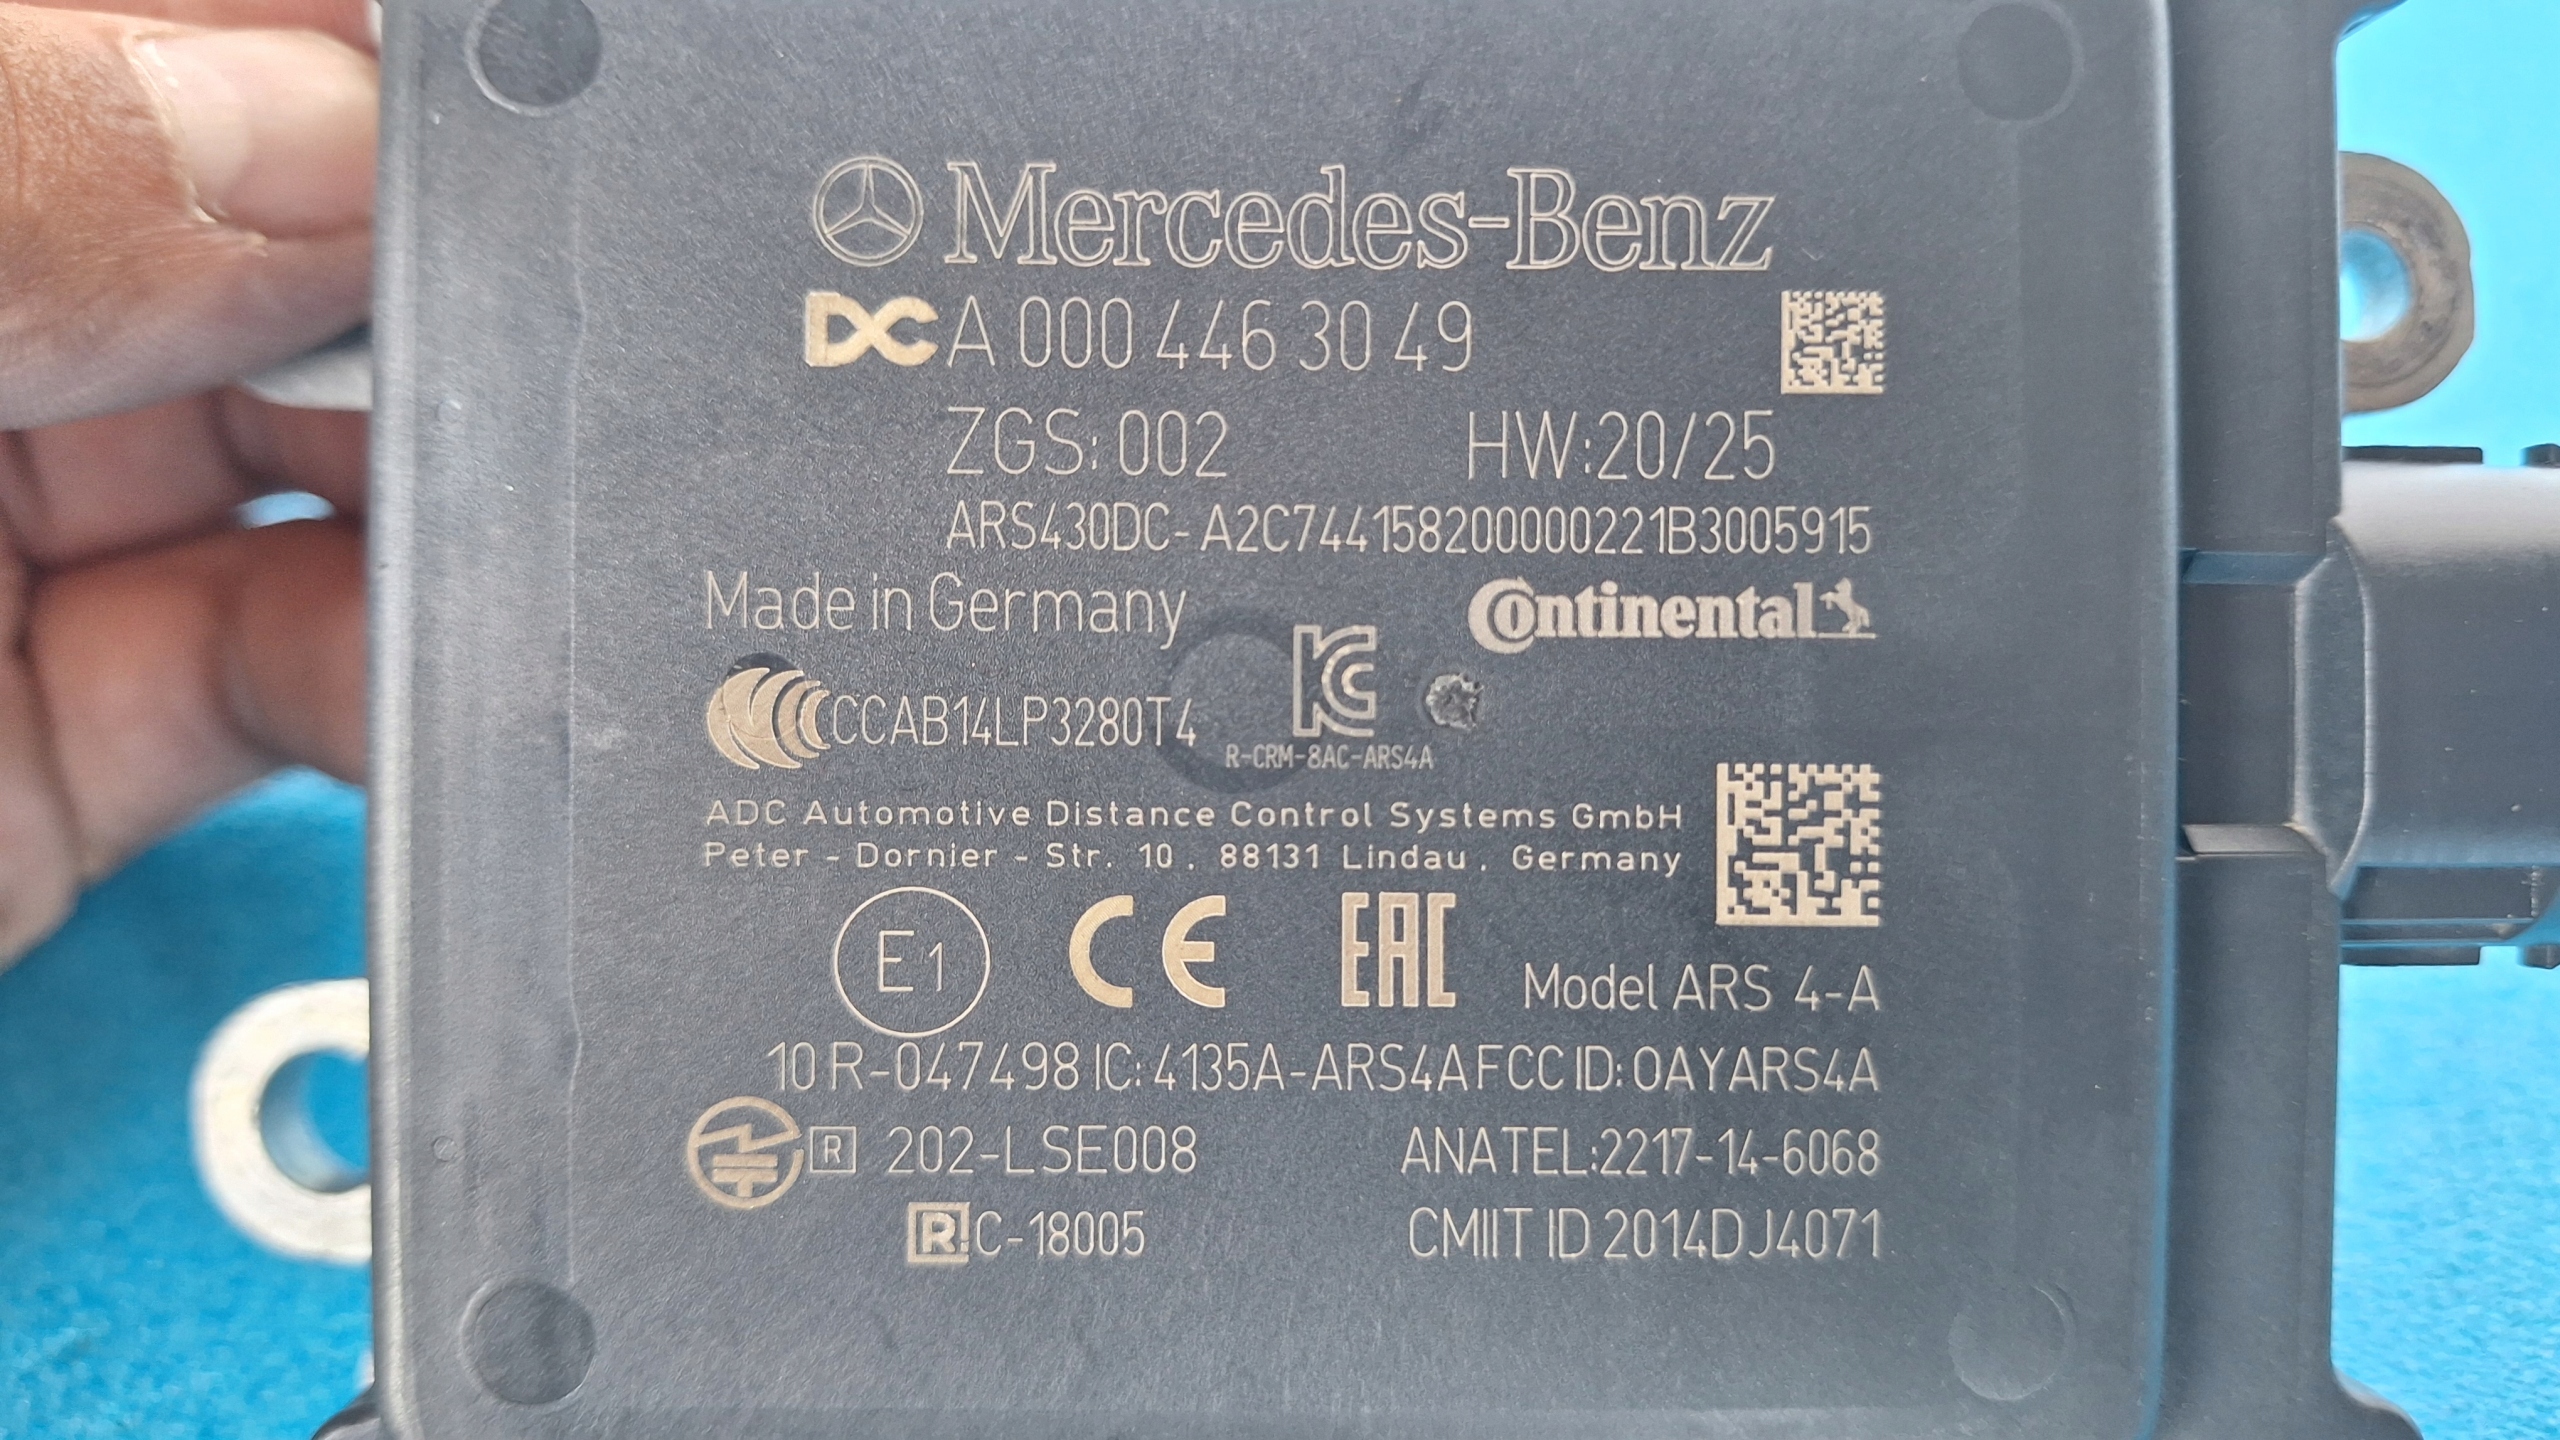 Mercedes-Benz
DC A 000 446 30 49
ZGS: 002 HW:20/25
ARS430DC- A2C744158200000221B3005915
Made in Germany Continental
CCAB14LP3280T4
R-CRM-8AC-ARS4A
ADC Automotive Distance Control Systems GmbH
Peter - Dornier - Str. 10 . 88131 Lindau . Germany
E1 CE EAC Model ARS 4-A
10 R-047498 IC: 4135A-ARS4A FCC ID: OAYARS4A
R 202-LSE008 ANATEL:2217-14-6068
R C-18005 CMIIT ID 2014DJ4071